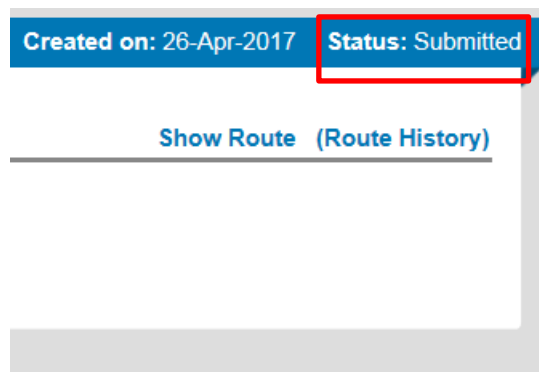 Created on: 26-Apr-2017 Status: Submitted
Show Route (Route History)